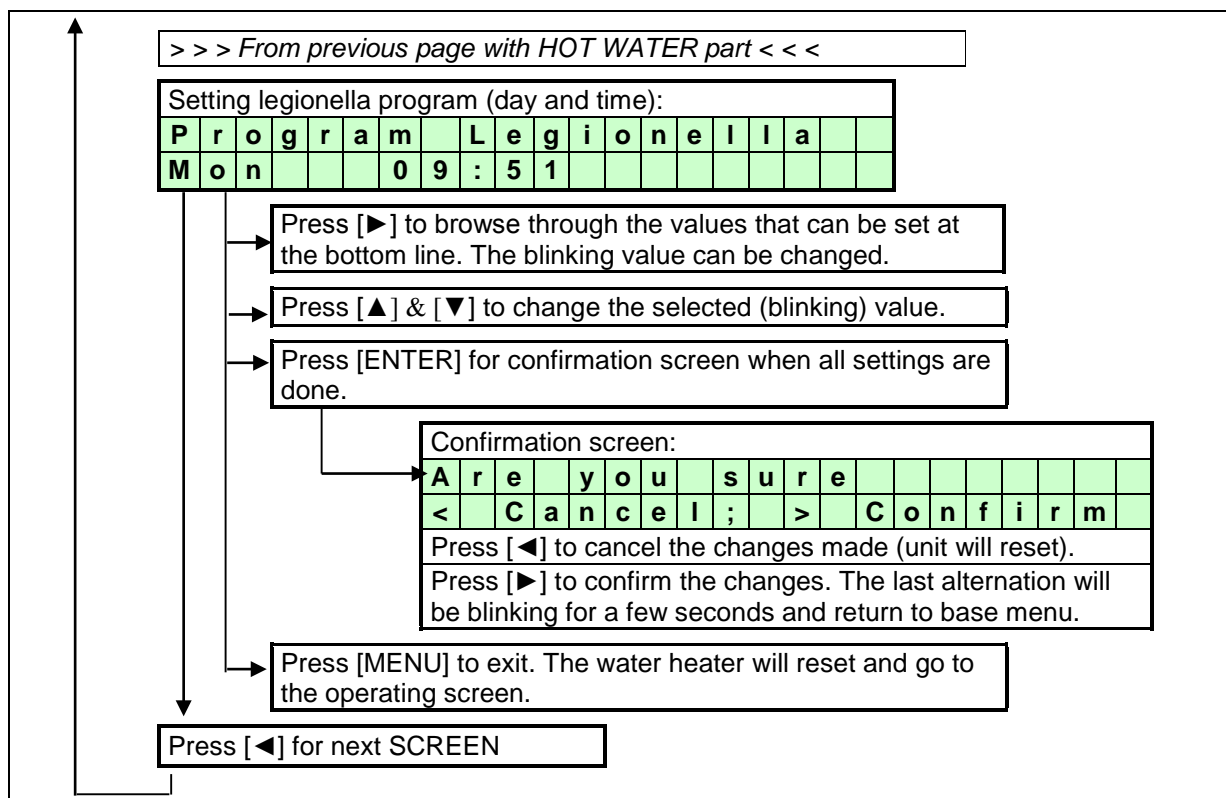 > > > From previous page with HOT WATER part < < <
Setting legionella program (day and time):
Program Legionella
Mon 09:51
Press [►] to browse through the values that can be set at
the bottom line. The blinking value can be changed.
Press [▲] & [▼] to change the selected (blinking) value.
Press [ENTER] for confirmation screen when all settings are
done.
Confirmation screen:
Are you sure
< Cancel; > Confirm
Press [◄] to cancel the changes made (unit will reset).
Press [►] to confirm the changes. The last alternation will
be blinking for a few seconds and return to base menu.
Press [MENU] to exit. The water heater will reset and go to
the operating screen.
Press [◄] for next SCREEN